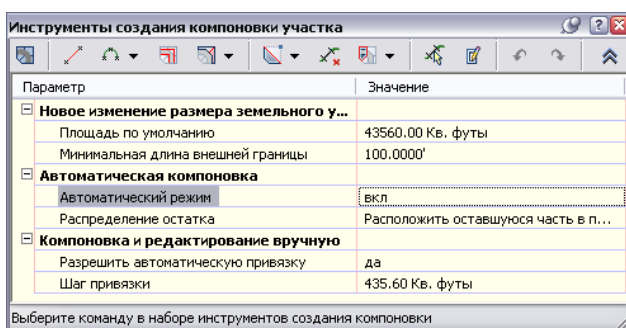 Инструменты создания компоновки участка
Параметр Значение
Новое изменение размера земельного у...
Площадь по умолчанию 43560.00 Кв. футы
Минимальная длина внешней границы 100.0000'
Автоматическая компоновка
Автоматический режим вкл
Распределение остатка Расположить оставшуюся часть в п...
Компоновка и редактирование вручную
Разрешить автоматическую привязку да
Шаг привязки 435.60 Кв. футы
Выберите команду в наборе инструментов создания компоновки